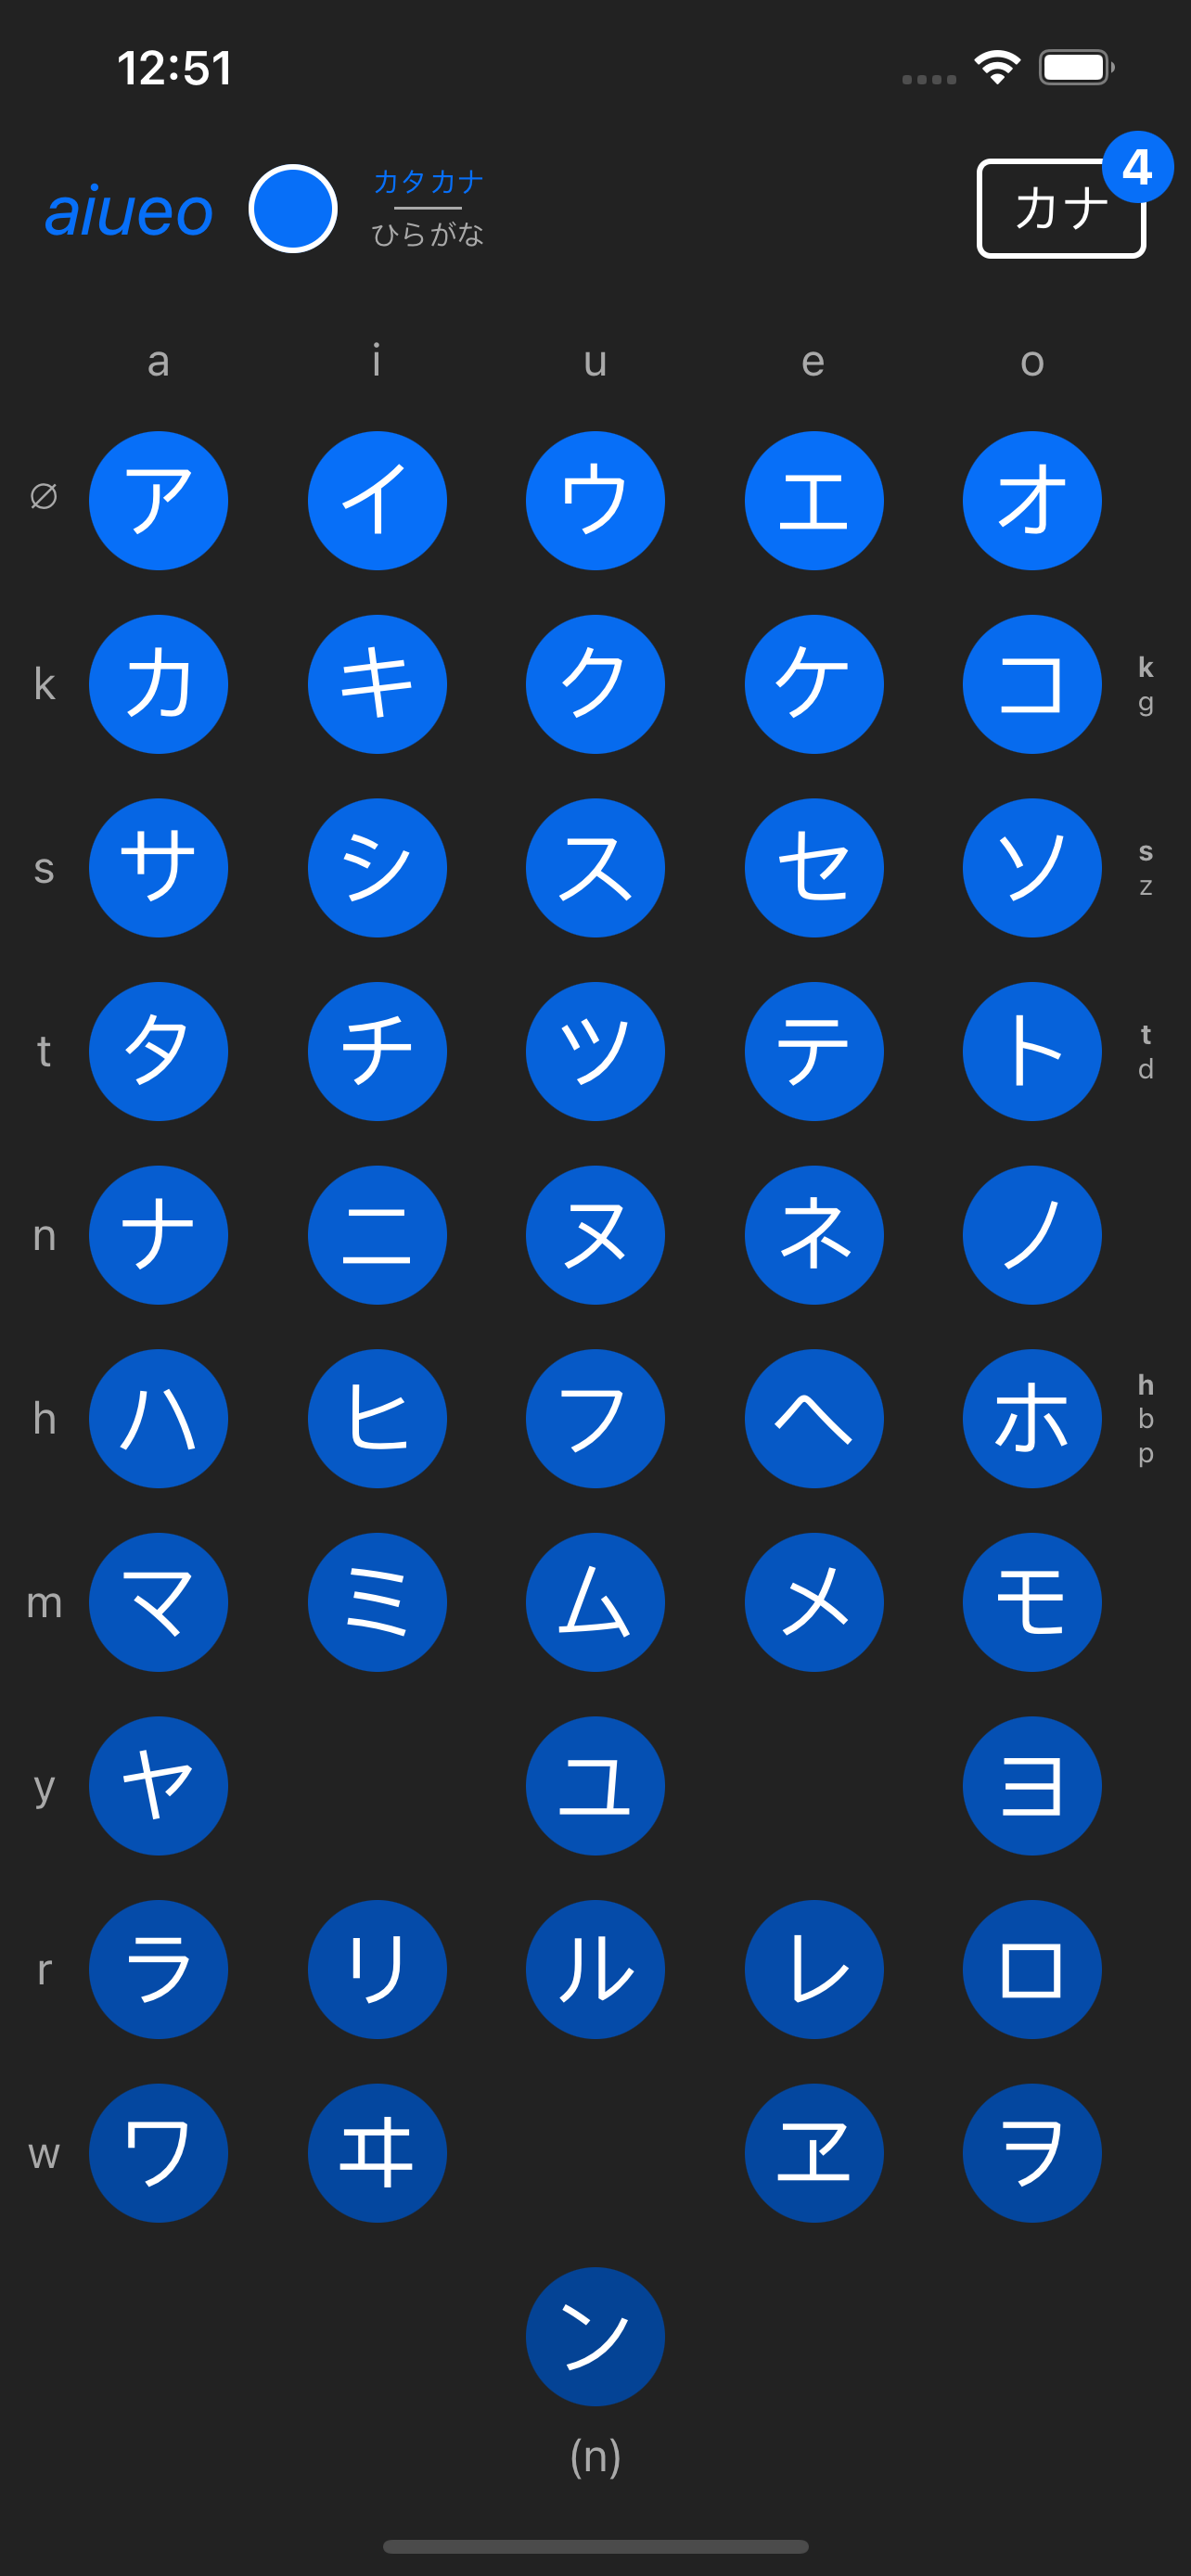 12:51
aiueo
カタカナ
ひらがな
カナ
4
a i u e o
∅ ア イ ウ エ オ
k カ キ ク ケ コ k
g
s サ シ ス セ ソ s
z
t タ チ ツ テ ト t
d
n ナ ニ ヌ ネ ノ
h ハ ヒ フ ヘ ホ h
b
p
m マ ミ ム メ モ
y ヤ ユ ヨ
r ラ リ ル レ ロ
w ワ ヰ ヱ ヲ
ン
(n)